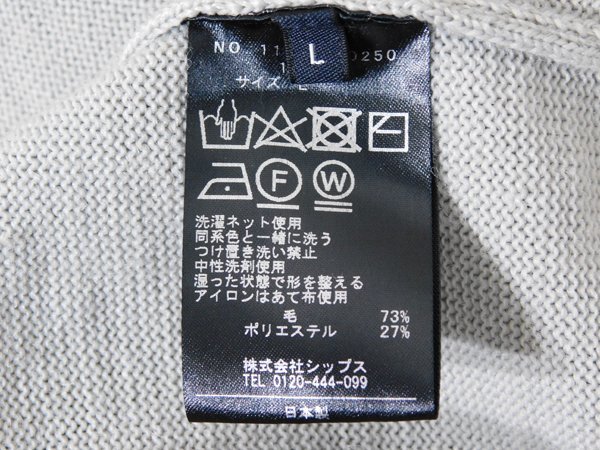 L
NO 11 0250
サイズ L
F
W
洗濯ネット使用
同系色と一緒に洗う
つけ置き洗い禁止
中性洗剤使用
湿った状態で形を整える
アイロンはあて布使用
毛 73%
ポリエステル 27%
株式会社シップス
TEL 0120-444-099
日本製